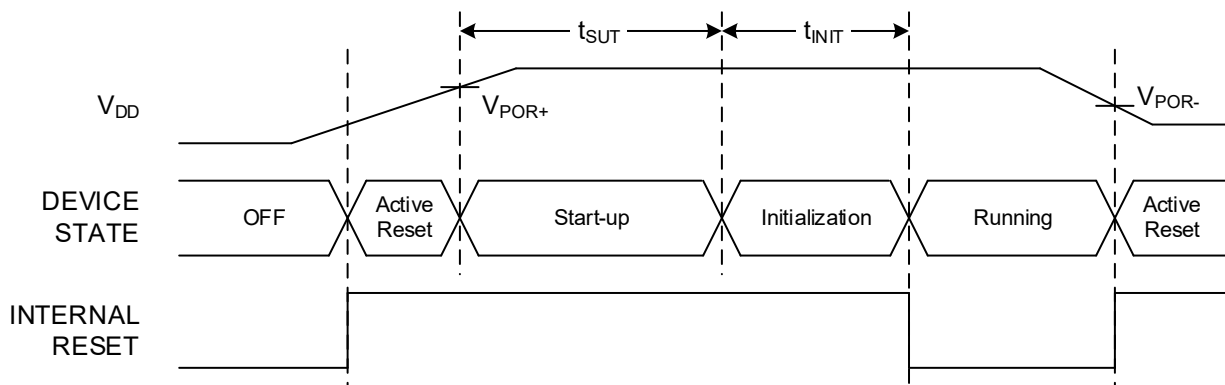 tSUT
tINIT
VDD
VPOR+
VPOR-
DEVICE
STATE
OFF
Active
Reset
Start-up
Initialization
Running
Active
Reset
INTERNAL
RESET